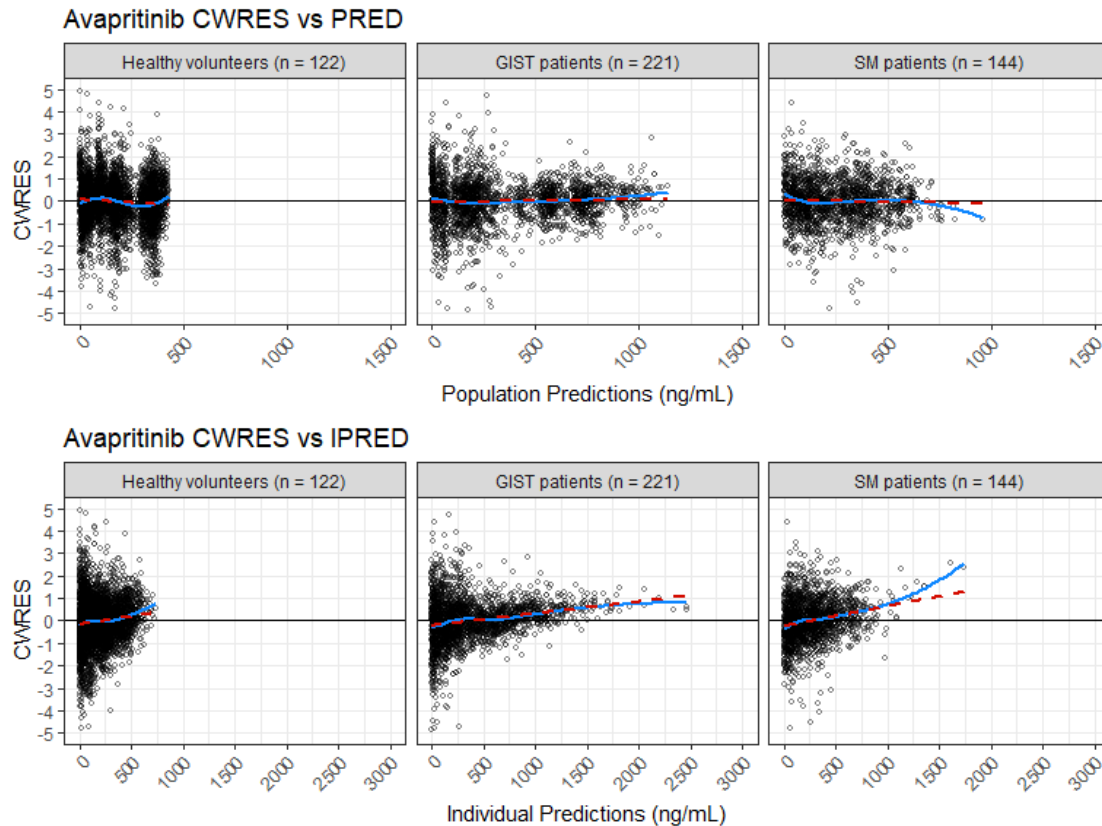 Avapritinib CWRES vs PRED
Healthy volunteers (n = 122)
GIST patients (n = 221)
SM patients (n = 144)
CWRES
5
4
3
2
1
0
-1
-2
-3
-4
-5
0 500 1000 1500
0 500 1000 1500
0 500 1000 1500
Population Predictions (ng/mL)
Avapritinib CWRES vs IPRED
Healthy volunteers (n = 122)
GIST patients (n = 221)
SM patients (n = 144)
CWRES
5
4
3
2
1
0
-1
-2
-3
-4
-5
0 500 1000 1500 2000 2500 3000
0 500 1000 1500 2000 2500 3000
0 500 1000 1500 2000 2500 3000
Individual Predictions (ng/mL)